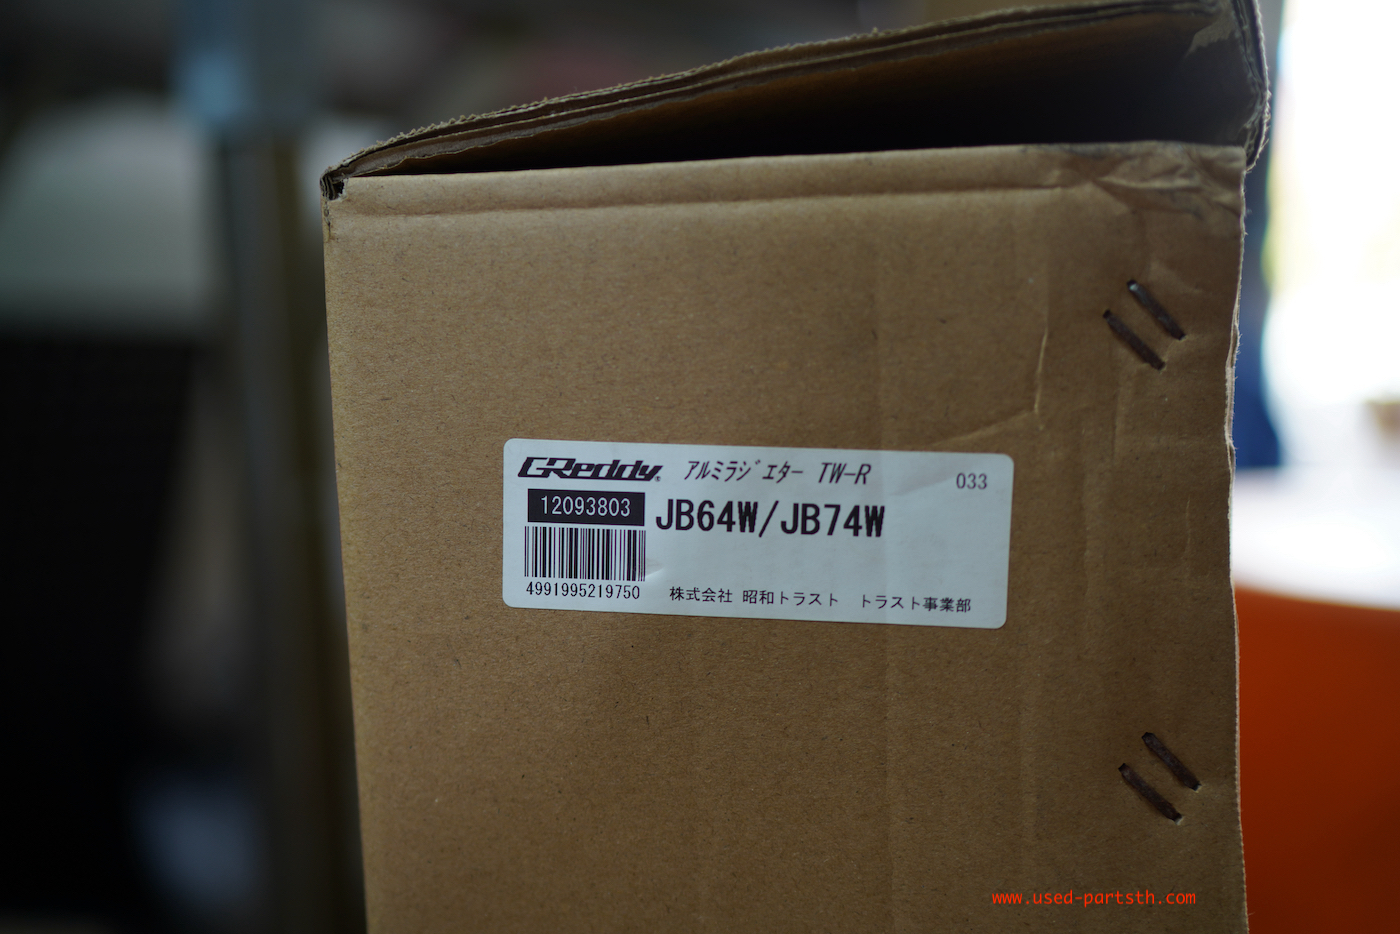 GReddy® アルミラジエター TW-R 033
12093803 JB64W/JB74W
4991995219750 株式会社 昭和トラスト トラスト事業部
www.used-partsth.com